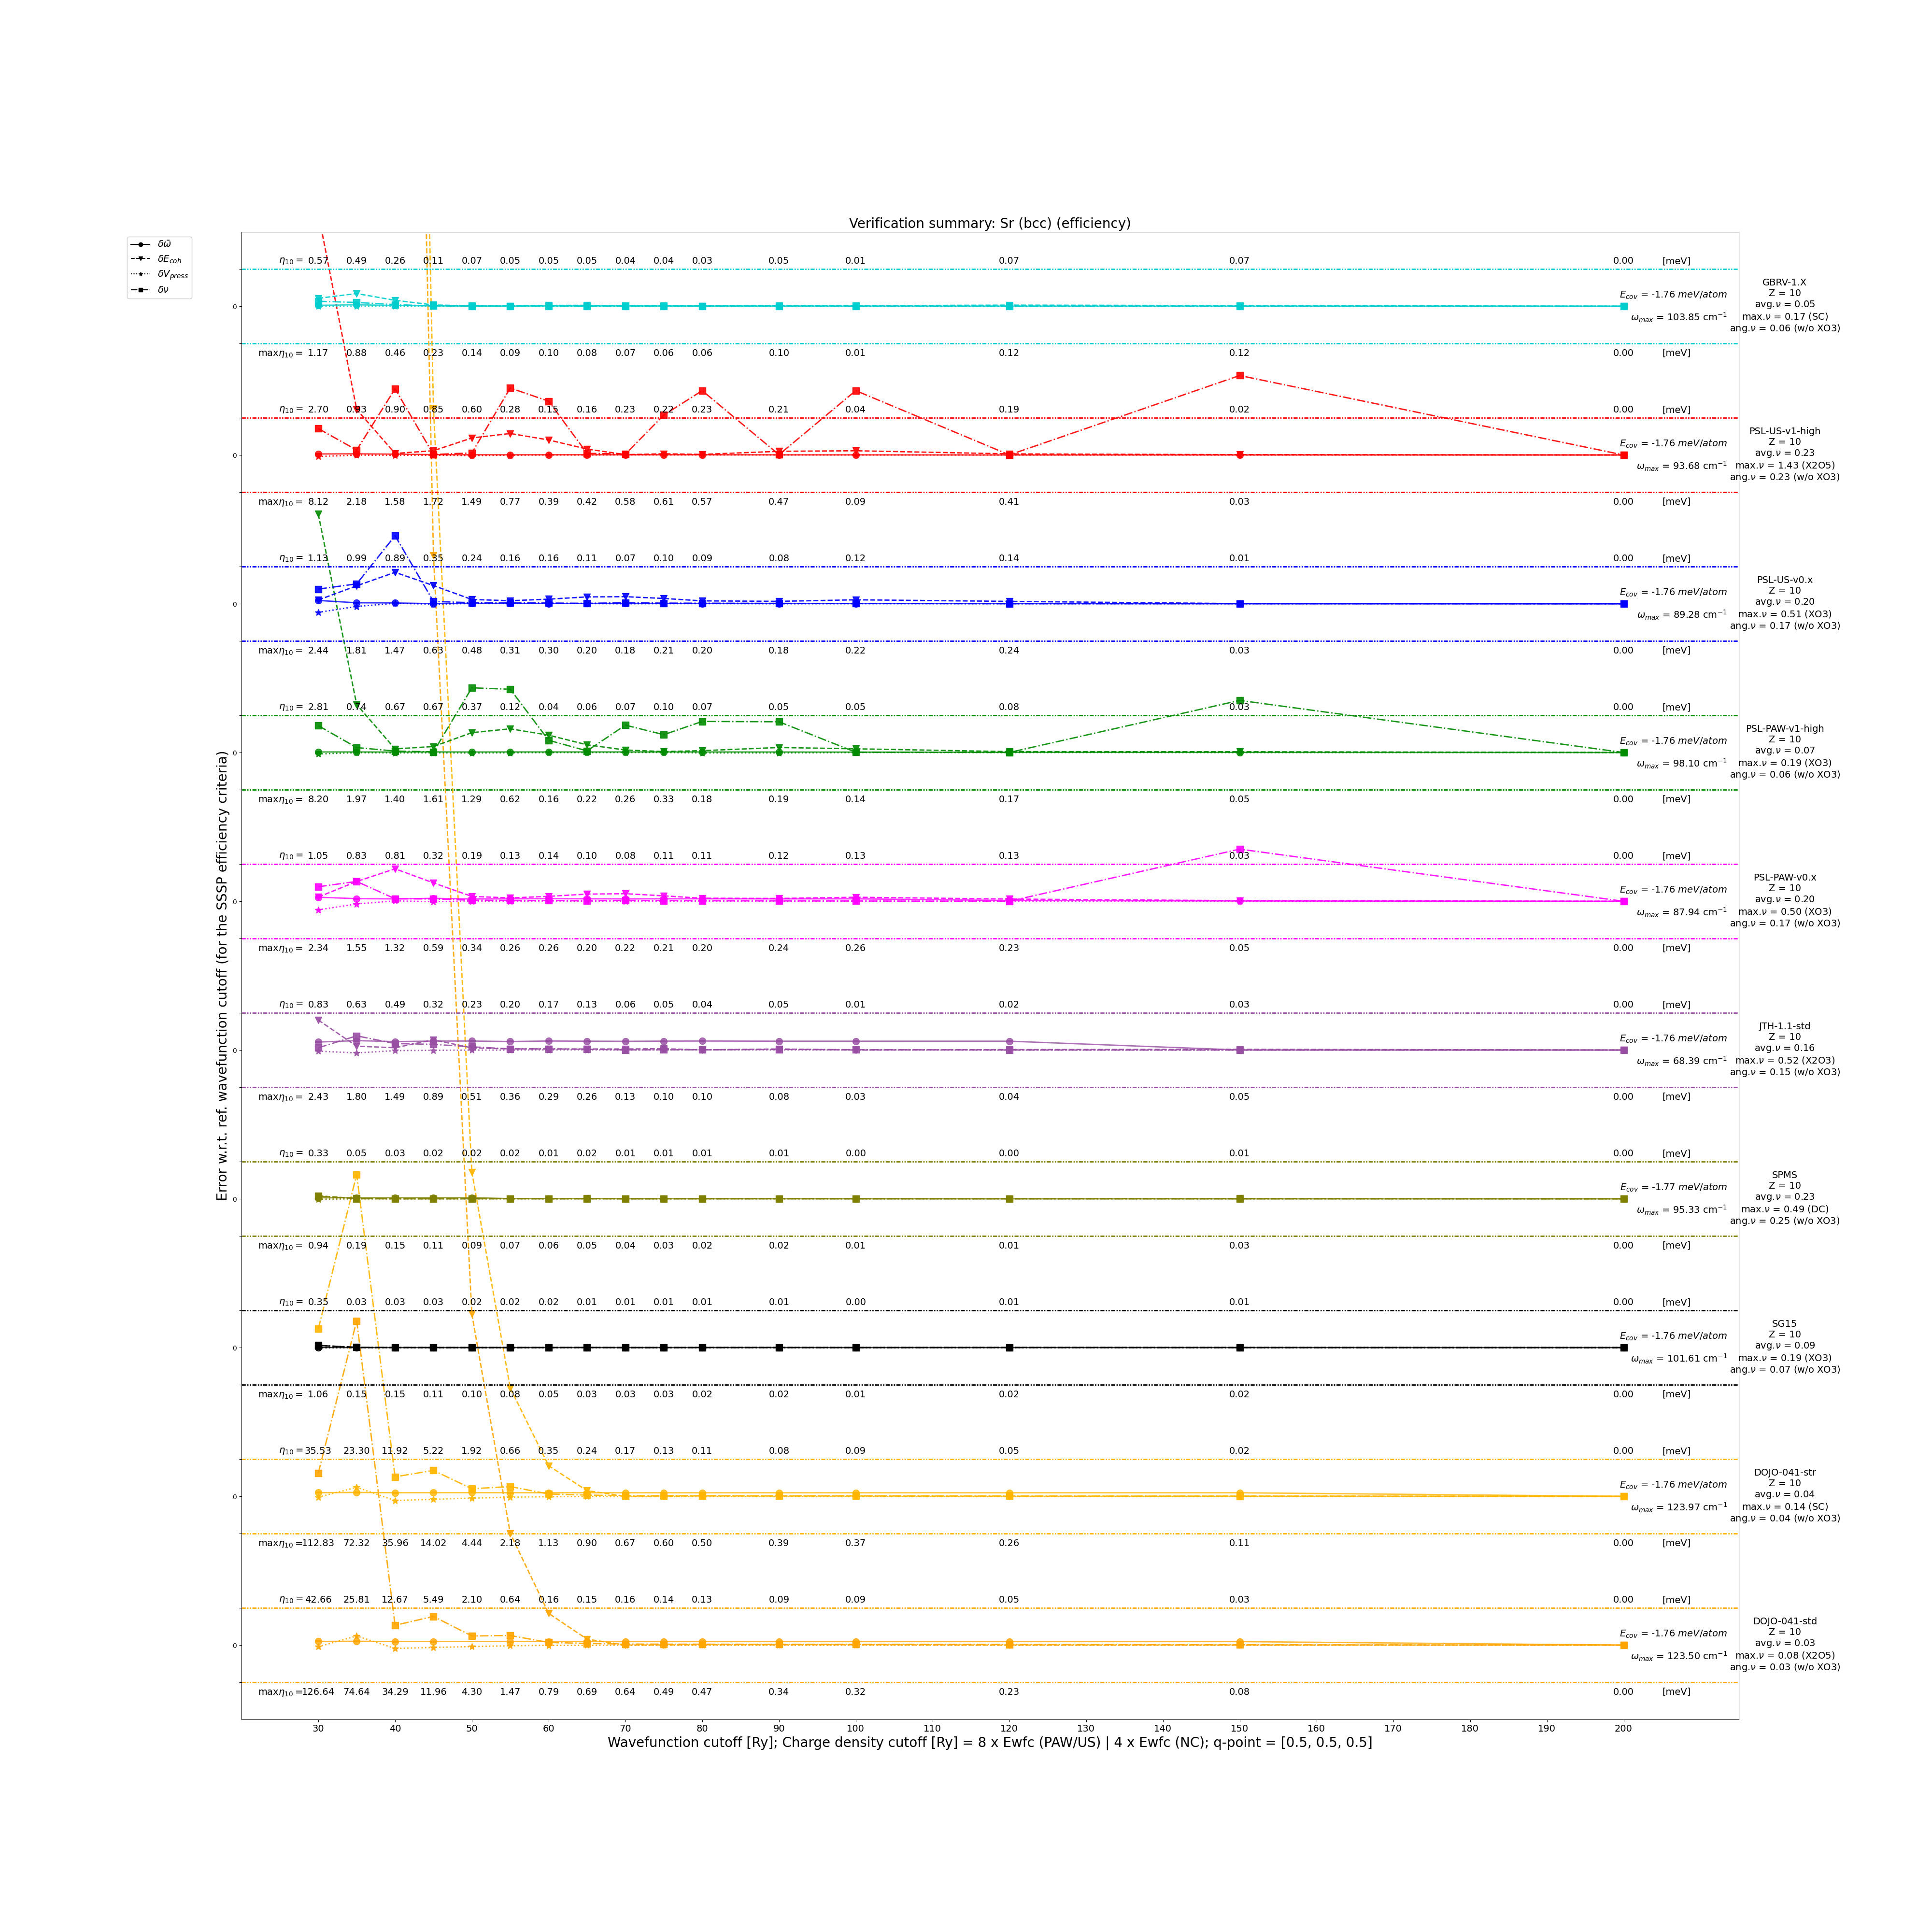 Verification summary: Sr (bcc) (efficiency)
δω̄
δE_coh
δV_press
δν
Error w.r.t. ref. wavefunction cutoff (for the SSSP efficiency criteria)
η₁₀ = 0.57 0.49 0.26 0.11 0.07 0.05 0.05 0.05 0.04 0.04 0.03 0.05 0.01 0.07 0.07 0.00 [meV]
0
E_cov = -1.76 meV/atom
ω_max = 103.85 cm⁻¹
GBRV-1.X
Z = 10
avg.ν = 0.05
max.ν = 0.17 (SC)
ang.ν = 0.06 (w/o XO3)
maxη₁₀ = 1.17 0.88 0.46 0.23 0.14 0.09 0.10 0.08 0.07 0.06 0.06 0.10 0.01 0.12 0.12 0.00 [meV]
η₁₀ = 2.70 0.93 0.90 0.85 0.60 0.28 0.15 0.16 0.23 0.22 0.23 0.21 0.04 0.19 0.02 0.00 [meV]
0
E_cov = -1.76 meV/atom
ω_max = 93.68 cm⁻¹
PSL-US-v1-high
Z = 10
avg.ν = 0.23
max.ν = 1.43 (X2O5)
ang.ν = 0.23 (w/o XO3)
maxη₁₀ = 8.12 2.18 1.58 1.72 1.49 0.77 0.39 0.42 0.58 0.61 0.57 0.47 0.09 0.41 0.03 0.00 [meV]
η₁₀ = 1.13 0.99 0.89 0.35 0.24 0.16 0.16 0.11 0.07 0.10 0.09 0.08 0.12 0.14 0.01 0.00 [meV]
0
E_cov = -1.76 meV/atom
ω_max = 89.28 cm⁻¹
PSL-US-v0.x
Z = 10
avg.ν = 0.20
max.ν = 0.51 (XO3)
ang.ν = 0.17 (w/o XO3)
maxη₁₀ = 2.44 1.81 1.47 0.63 0.48 0.31 0.30 0.20 0.18 0.21 0.20 0.18 0.22 0.24 0.03 0.00 [meV]
η₁₀ = 2.81 0.74 0.67 0.67 0.37 0.12 0.04 0.06 0.07 0.10 0.07 0.05 0.05 0.08 0.03 0.00 [meV]
0
E_cov = -1.76 meV/atom
ω_max = 98.10 cm⁻¹
PSL-PAW-v1-high
Z = 10
avg.ν = 0.07
max.ν = 0.19 (XO3)
ang.ν = 0.06 (w/o XO3)
maxη₁₀ = 8.20 1.97 1.40 1.61 1.29 0.62 0.16 0.22 0.26 0.33 0.18 0.19 0.14 0.17 0.05 0.00 [meV]
η₁₀ = 1.05 0.83 0.81 0.32 0.19 0.13 0.14 0.10 0.08 0.11 0.11 0.12 0.13 0.13 0.03 0.00 [meV]
0
E_cov = -1.76 meV/atom
ω_max = 87.94 cm⁻¹
PSL-PAW-v0.x
Z = 10
avg.ν = 0.20
max.ν = 0.50 (XO3)
ang.ν = 0.17 (w/o XO3)
maxη₁₀ = 2.34 1.55 1.32 0.59 0.34 0.26 0.26 0.20 0.22 0.21 0.20 0.24 0.26 0.23 0.05 0.00 [meV]
η₁₀ = 0.83 0.63 0.49 0.32 0.23 0.20 0.17 0.13 0.06 0.05 0.04 0.05 0.01 0.02 0.03 0.00 [meV]
0
E_cov = -1.76 meV/atom
ω_max = 68.39 cm⁻¹
JTH-1.1-std
Z = 10
avg.ν = 0.16
max.ν = 0.52 (X2O3)
ang.ν = 0.15 (w/o XO3)
maxη₁₀ = 2.43 1.80 1.49 0.89 0.51 0.36 0.29 0.26 0.13 0.10 0.10 0.08 0.03 0.04 0.05 0.00 [meV]
η₁₀ = 0.33 0.05 0.03 0.02 0.02 0.02 0.01 0.02 0.01 0.01 0.01 0.01 0.00 0.00 0.01 0.00 [meV]
0
E_cov = -1.77 meV/atom
ω_max = 95.33 cm⁻¹
SPMS
Z = 10
avg.ν = 0.23
max.ν = 0.49 (DC)
ang.ν = 0.25 (w/o XO3)
maxη₁₀ = 0.94 0.19 0.15 0.11 0.09 0.07 0.06 0.05 0.04 0.03 0.02 0.02 0.01 0.01 0.03 0.00 [meV]
η₁₀ = 0.35 0.03 0.03 0.03 0.02 0.02 0.02 0.01 0.01 0.01 0.01 0.01 0.00 0.01 0.01 0.00 [meV]
0
E_cov = -1.76 meV/atom
ω_max = 101.61 cm⁻¹
SG15
Z = 10
avg.ν = 0.09
max.ν = 0.19 (XO3)
ang.ν = 0.07 (w/o XO3)
maxη₁₀ = 1.06 0.15 0.15 0.11 0.10 0.08 0.05 0.03 0.03 0.03 0.02 0.02 0.01 0.02 0.02 0.00 [meV]
η₁₀ = 35.53 23.30 11.92 5.22 1.92 0.66 0.35 0.24 0.17 0.13 0.11 0.08 0.09 0.05 0.02 0.00 [meV]
0
E_cov = -1.76 meV/atom
ω_max = 123.97 cm⁻¹
DOJO-041-str
Z = 10
avg.ν = 0.04
max.ν = 0.14 (SC)
ang.ν = 0.04 (w/o XO3)
maxη₁₀ = 112.83 72.32 35.96 14.02 4.44 2.18 1.13 0.90 0.67 0.60 0.50 0.39 0.37 0.26 0.11 0.00 [meV]
η₁₀ = 42.66 25.81 12.67 5.49 2.10 0.64 0.16 0.15 0.16 0.14 0.13 0.09 0.09 0.05 0.03 0.00 [meV]
0
E_cov = -1.76 meV/atom
ω_max = 123.50 cm⁻¹
DOJO-041-std
Z = 10
avg.ν = 0.03
max.ν = 0.08 (X2O5)
ang.ν = 0.03 (w/o XO3)
maxη₁₀ = 126.64 74.64 34.29 11.96 4.30 1.47 0.79 0.69 0.64 0.49 0.47 0.34 0.32 0.23 0.08 0.00 [meV]
30 40 50 60 70 80 90 100 110 120 130 140 150 160 170 180 190 200
Wavefunction cutoff [Ry]; Charge density cutoff [Ry] = 8 x Ewfc (PAW/US) | 4 x Ewfc (NC); q-point = [0.5, 0.5, 0.5]